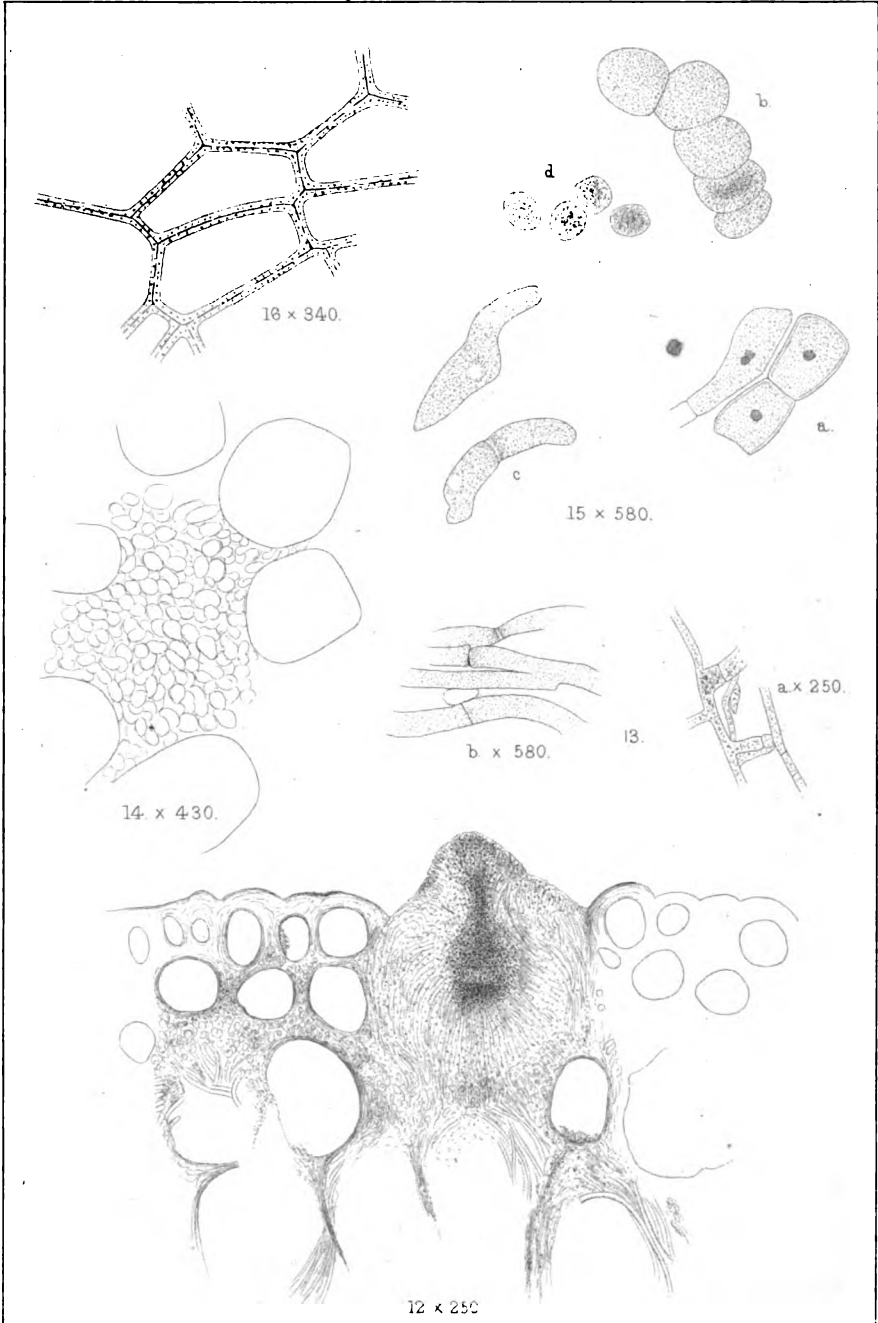 b.
d
16 x 340.
a.
c
15 x 580.
a. x 250.
b. x 580.
13.
14. x 430.
12 x 250